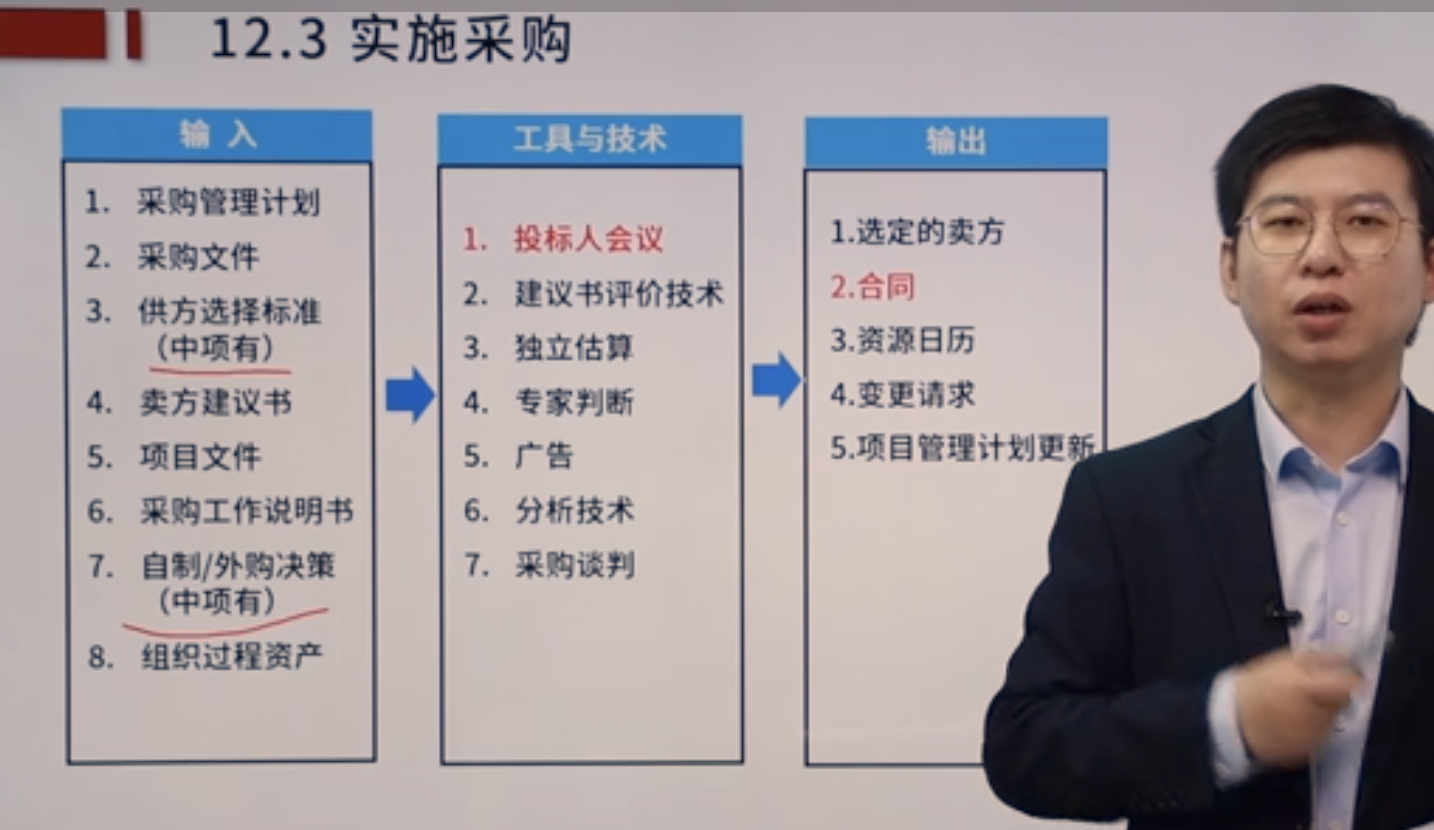 12.3 实施采购
输 入
1. 采购管理计划
2. 采购文件
3. 供方选择标准
（中项有）
4. 卖方建议书
5. 项目文件
6. 采购工作说明书
7. 自制/外购决策
（中项有）
8. 组织过程资产
工具与技术
1. 投标人会议
2. 建议书评价技术
3. 独立估算
4. 专家判断
5. 广告
6. 分析技术
7. 采购谈判
输出
1.选定的卖方
2.合同
3.资源日历
4.变更请求
5.项目管理计划更新